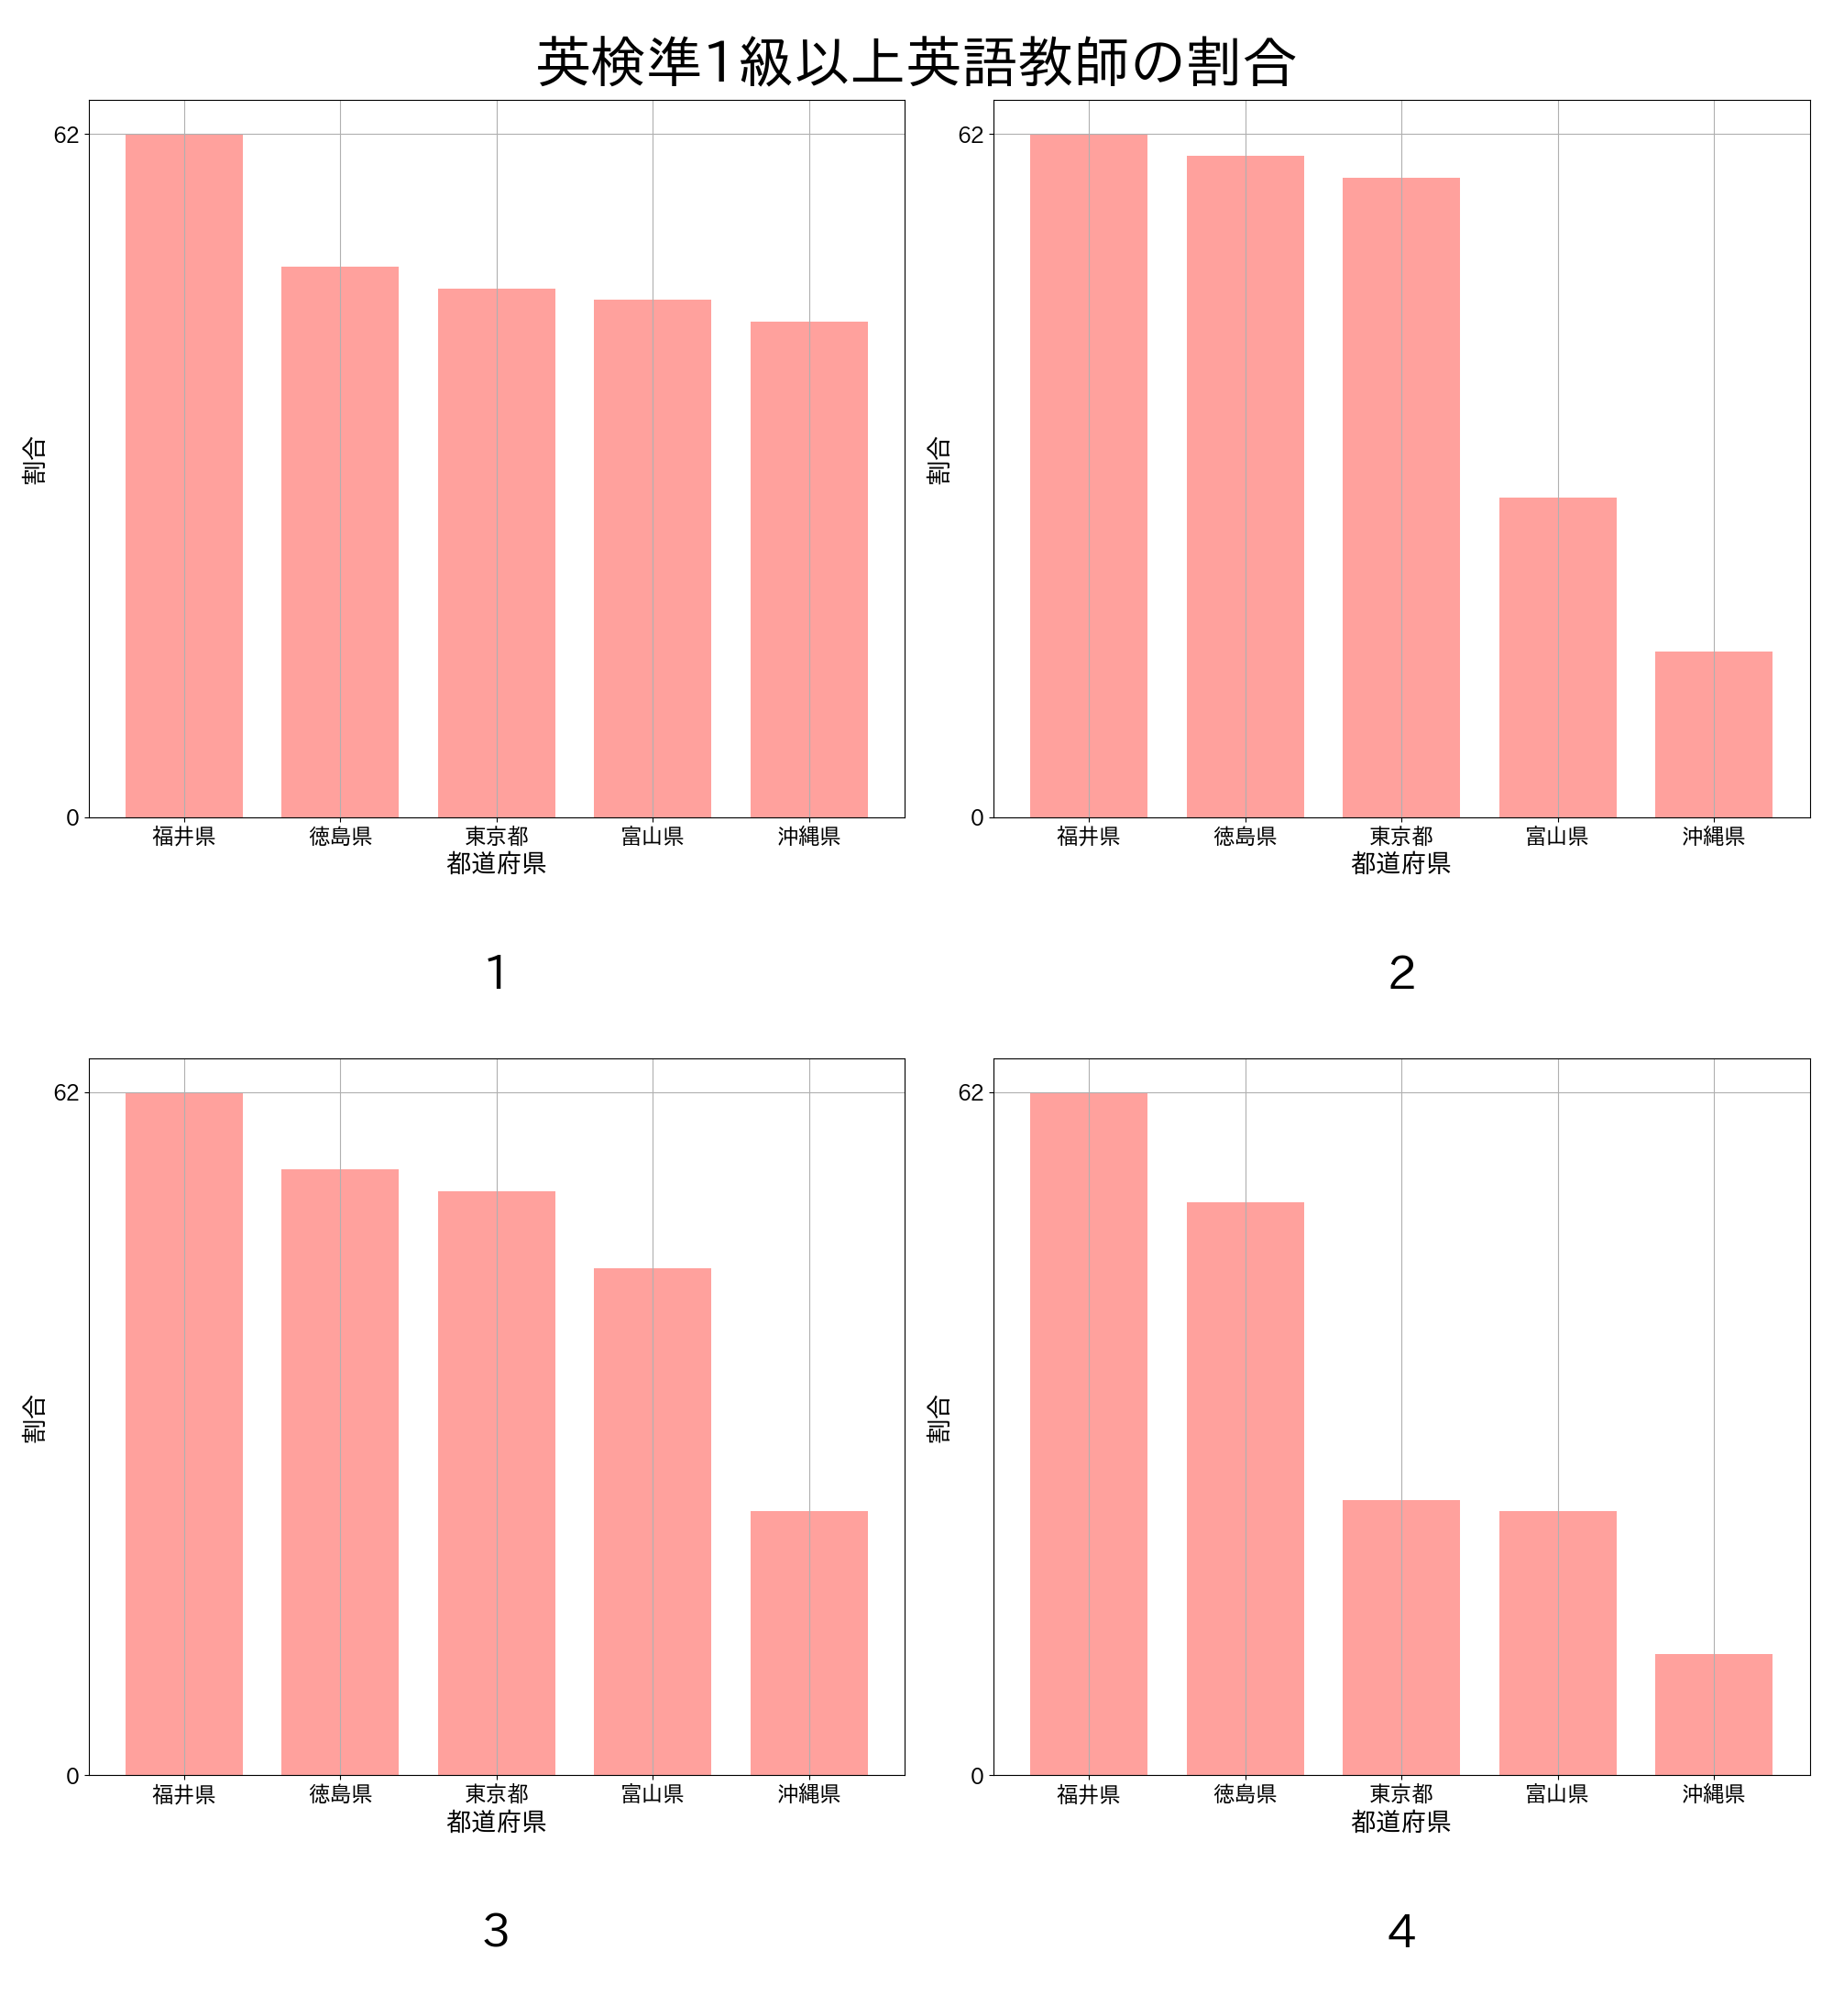 英検準1級以上英語教師の割合
62
0
割合
福井県 徳島県 東京都 富山県 沖縄県
都道府県
1
62
0
割合
福井県 徳島県 東京都 富山県 沖縄県
都道府県
2
62
0
割合
福井県 徳島県 東京都 富山県 沖縄県
都道府県
3
62
0
割合
福井県 徳島県 東京都 富山県 沖縄県
都道府県
4